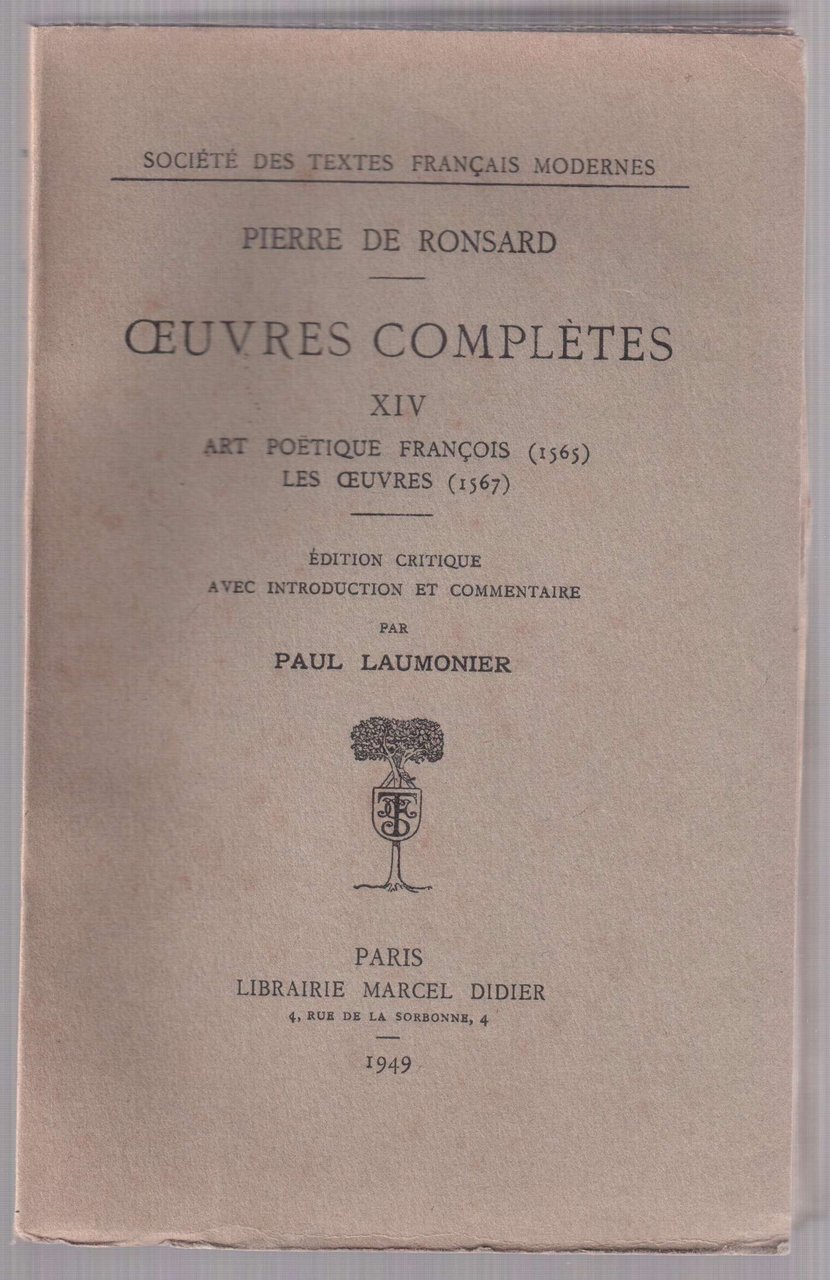 SOCIÉTÉ DES TEXTES FRANÇAIS MODERNES
PIERRE DE RONSARD
ŒUVRES COMPLÈTES
XIV
ART POËTIQUE FRANÇOIS (1565)
LES ŒUVRES (1567)
ÉDITION CRITIQUE
AVEC INTRODUCTION ET COMMENTAIRE
PAR
PAUL LAUMONIER
PARIS
LIBRAIRIE MARCEL DIDIER
4, RUE DE LA SORBONNE, 4
1949